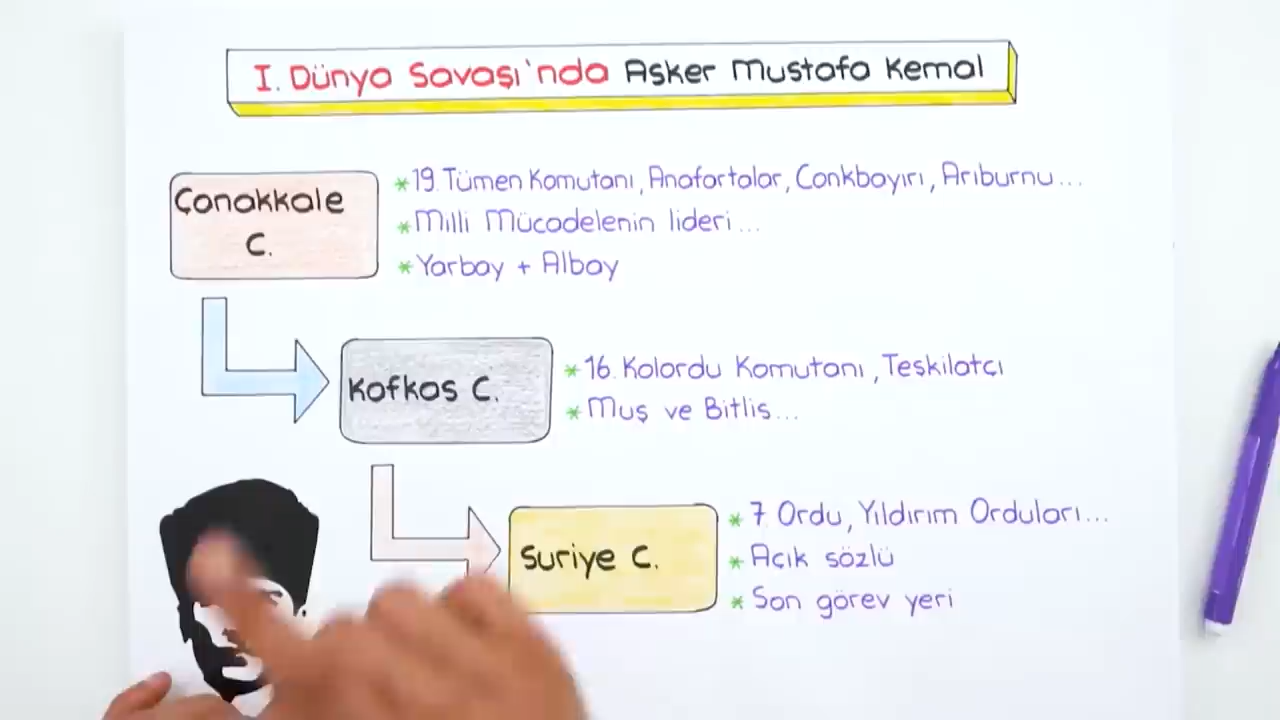 I. Dünya Savaşı'nda Asker Mustafa Kemal
Çanakkale
C.
*19. Tümen Komutanı, Anafartalar, Conkbayırı, Arıburnu...
*Milli Mücadelenin lideri...
*Yarbay + Albay
Kafkas C.
*16. Kolordu Komutanı, Teskilatçı
*Muş ve Bitlis...
Suriye C.
*7 Ordu, Yıldırım Orduları...
*Açık sözlü
*Son görev yeri